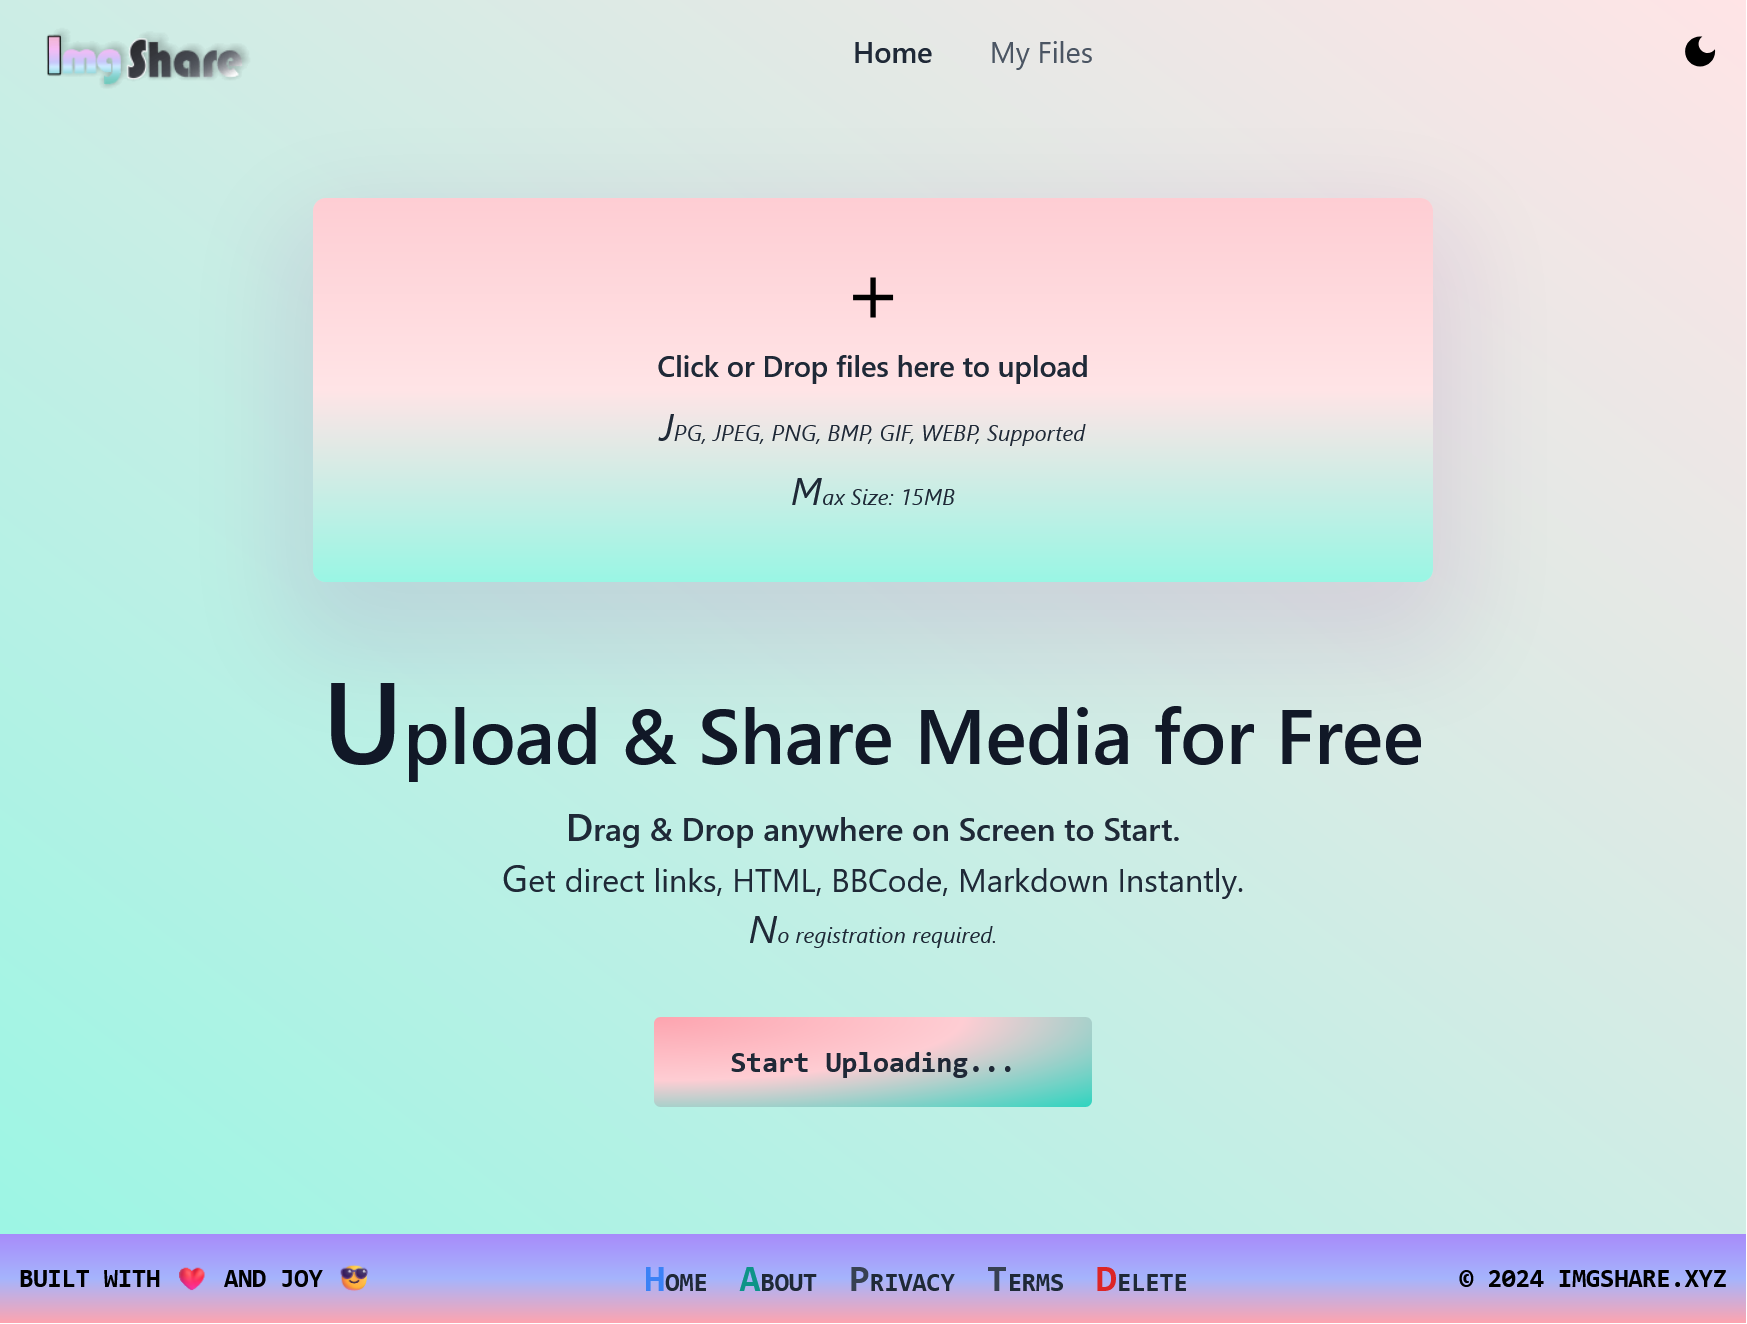 ImgShare
Home
My Files
Click or Drop files here to upload
JPG, JPEG, PNG, BMP, GIF, WEBP, Supported
Max Size: 15MB
Upload & Share Media for Free
Drag & Drop anywhere on Screen to Start.
Get direct links, HTML, BBCode, Markdown Instantly.
No registration required.
Start Uploading...
BUILT WITH ❤️ AND JOY 😎
HOME ABOUT PRIVACY TERMS DELETE
© 2024 IMGSHARE.XYZ